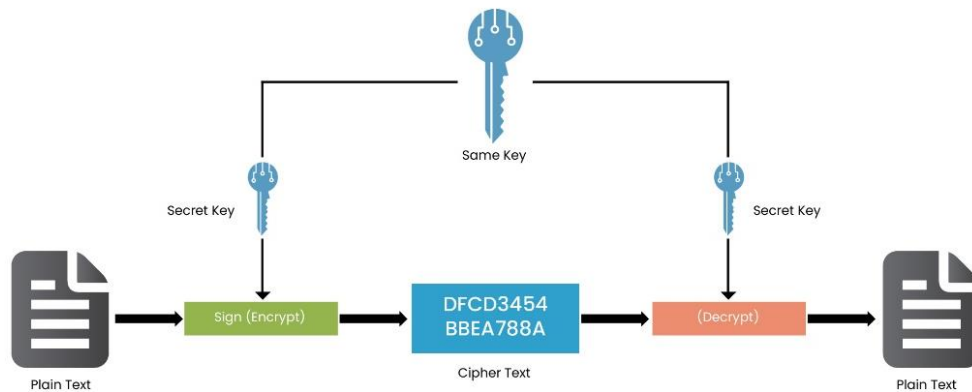 Same Key
Secret Key
Secret Key
Sign (Encrypt)
DFCD3454
BBEA788A
(Decrypt)
Plain Text
Cipher Text
Plain Text